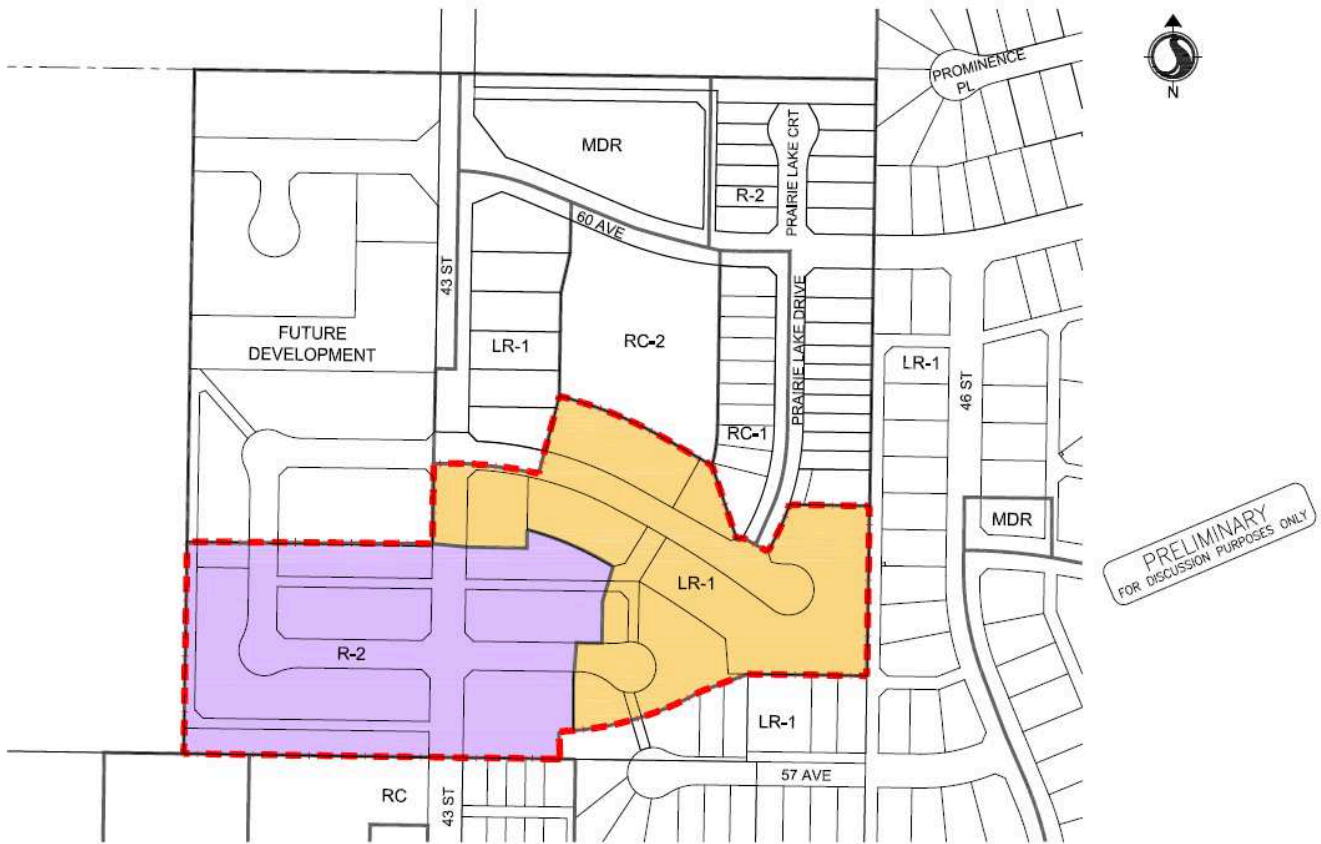 PROMINENCE
PL
N
MDR
PRAIRIE LAKE CRT
R-2
60 AVE
43 ST
FUTURE
DEVELOPMENT
LR-1
RC-2
PRAIRIE LAKE DRIVE
LR-1
46 ST
RC-1
MDR
PRELIMINARY
FOR DISCUSSION PURPOSES ONLY
LR-1
R-2
LR-1
57 AVE
RC
43 ST